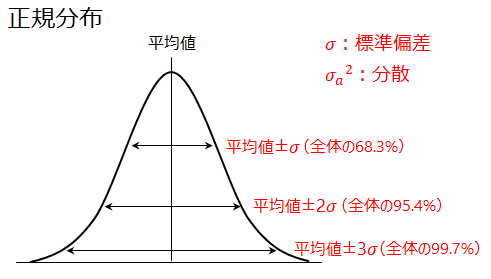 正規分布
平均値
σ：標準偏差
σₐ²：分散
平均値±σ（全体の68.3%）
平均値±2σ（全体の95.4%）
平均値±3σ(全体の99.7%）